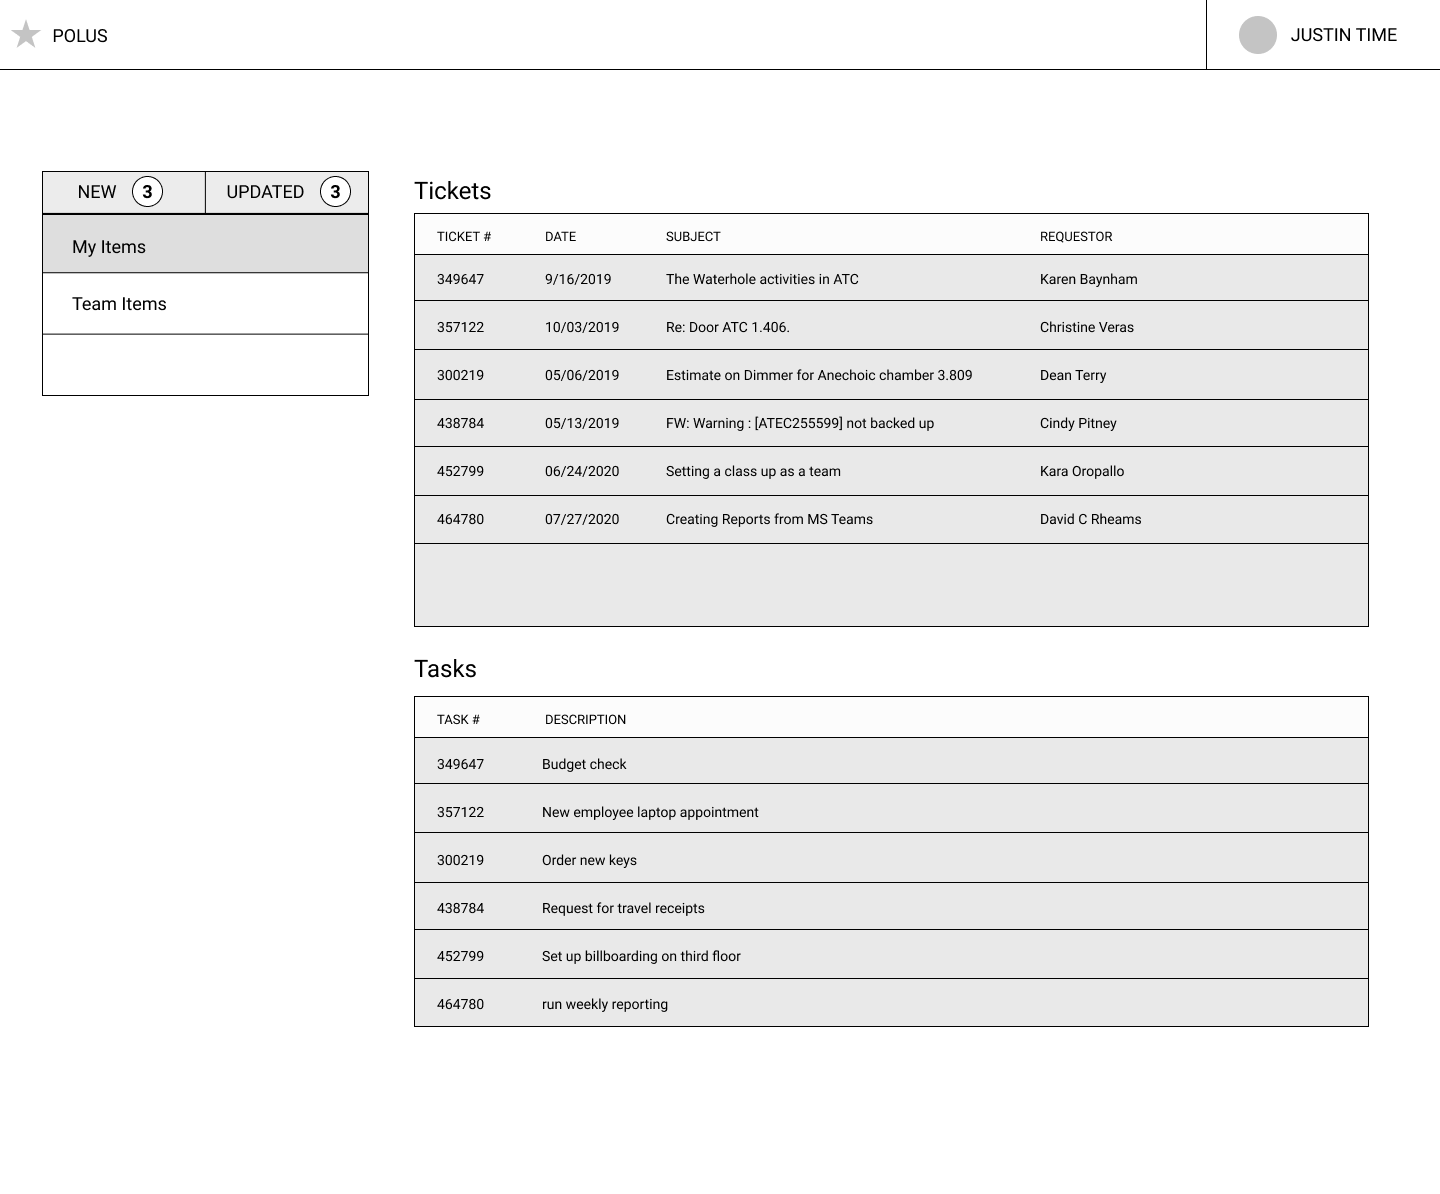 POLUS
JUSTIN TIME
NEW 3 UPDATED 3
My Items
Team Items
Tickets
TICKET # DATE SUBJECT REQUESTOR
349647 9/16/2019 The Waterhole activities in ATC Karen Baynham
357122 10/03/2019 Re: Door ATC 1.406. Christine Veras
300219 05/06/2019 Estimate on Dimmer for Anechoic chamber 3.809 Dean Terry
438784 05/13/2019 FW: Warning : [ATEC255599] not backed up Cindy Pitney
452799 06/24/2020 Setting a class up as a team Kara Oropallo
464780 07/27/2020 Creating Reports from MS Teams David C Rheams
Tasks
TASK # DESCRIPTION
349647 Budget check
357122 New employee laptop appointment
300219 Order new keys
438784 Request for travel receipts
452799 Set up billboarding on third floor
464780 run weekly reporting